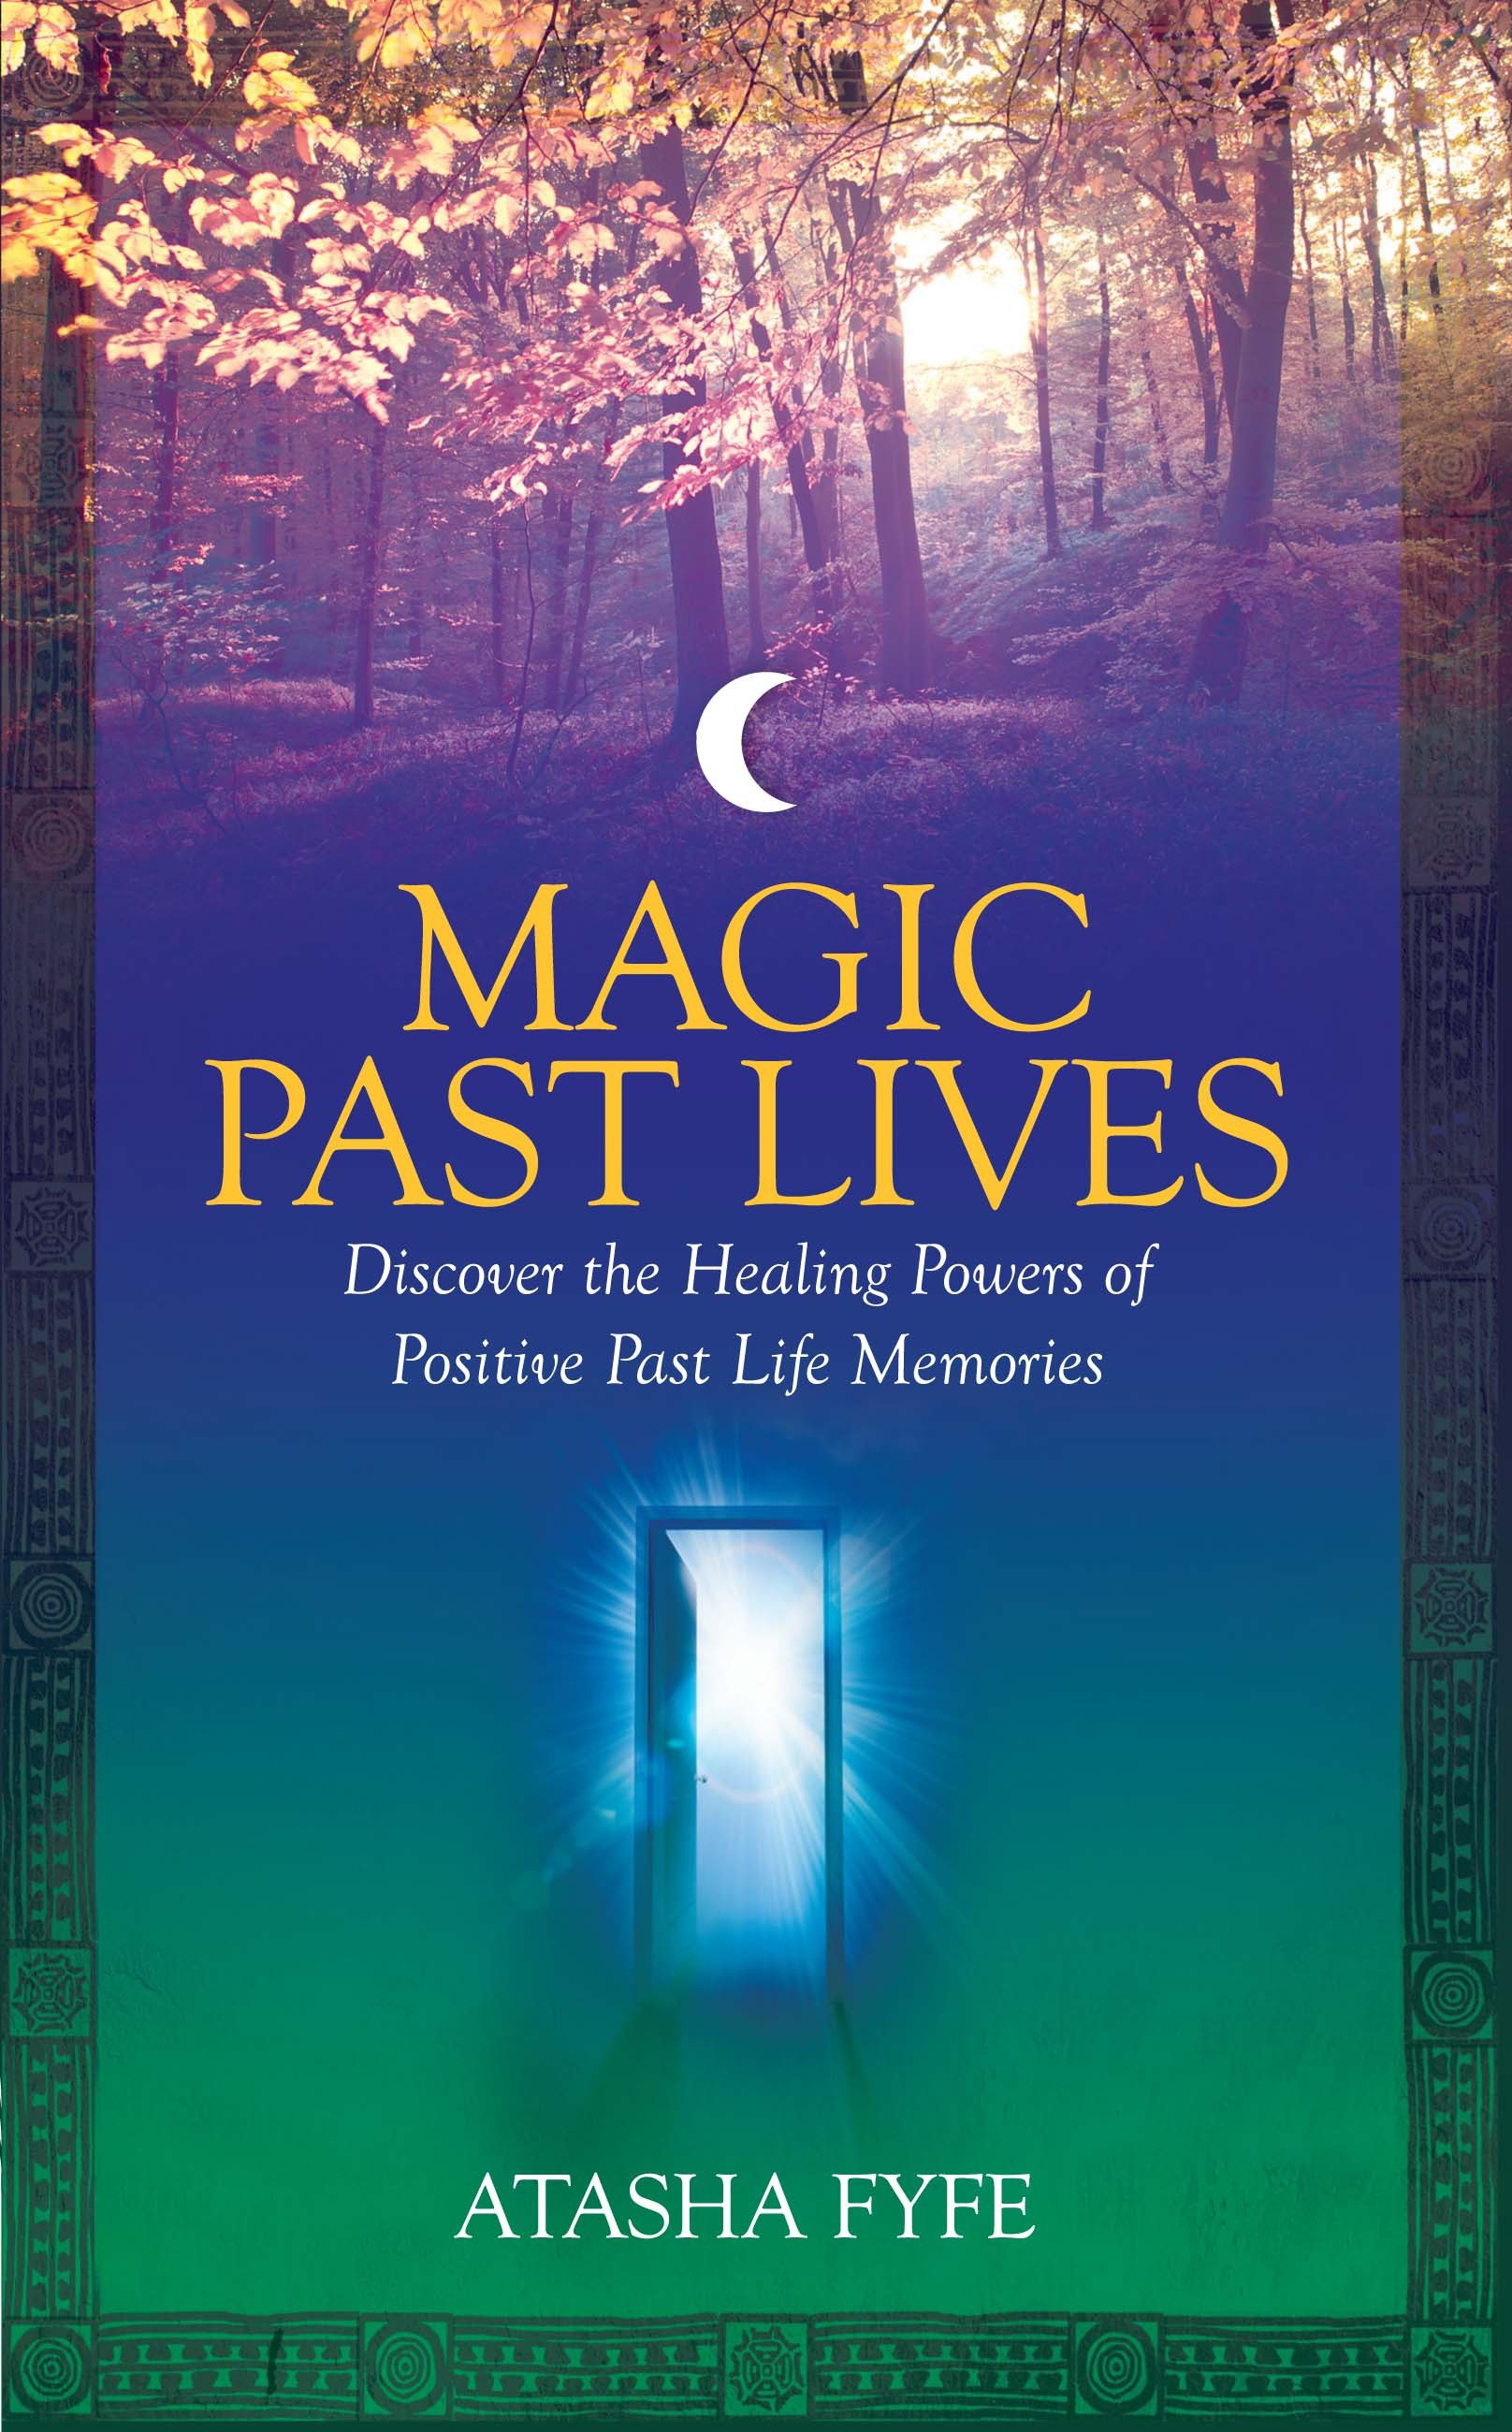 MAGIC
PAST LIVES
Discover the Healing Powers of
Positive Past Life Memories
ATASHA FYFE